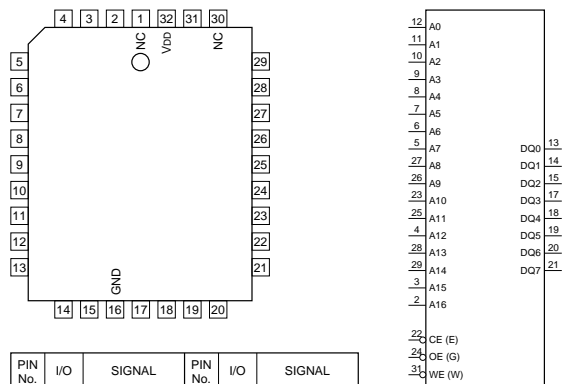 4 3 2 1 32 31 30
NC
VDD
NC
5
6
7
8
9
10
11
12
13
29
28
27
26
25
24
23
22
21
GND
14 15 16 17 18 19 20
12 A0
11 A1
10 A2
9 A3
8 A4
7 A5
6 A6
5 A7
27 A8
26 A9
23 A10
25 A11
4 A12
28 A13
29 A14
3 A15
2 A16
22 CE (E)
24 OE (G)
31 WE (W)
DQ0 13
DQ1 14
DQ2 15
DQ3 17
DQ4 18
DQ5 19
DQ6 20
DQ7 21
PIN No. I/O SIGNAL PIN No. I/O SIGNAL